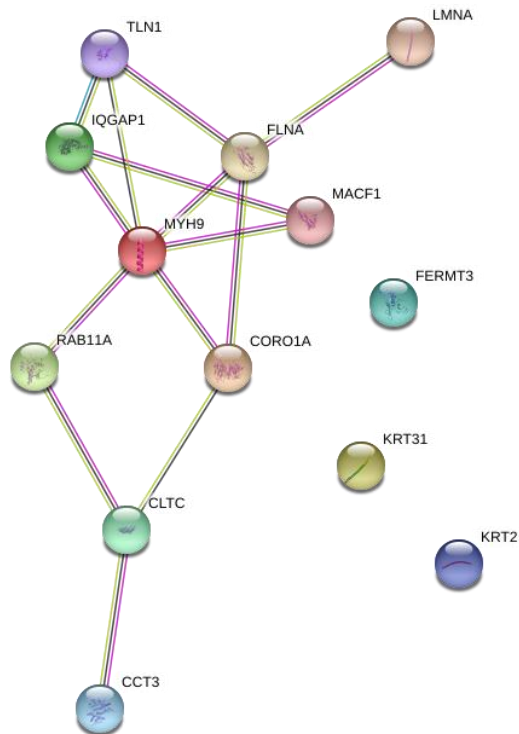 LMNA
TLN1
IQGAP1
FLNA
MACF1
MYH9
FERMT3
RAB11A
CORO1A
KRT31
CLTC
KRT2
CCT3